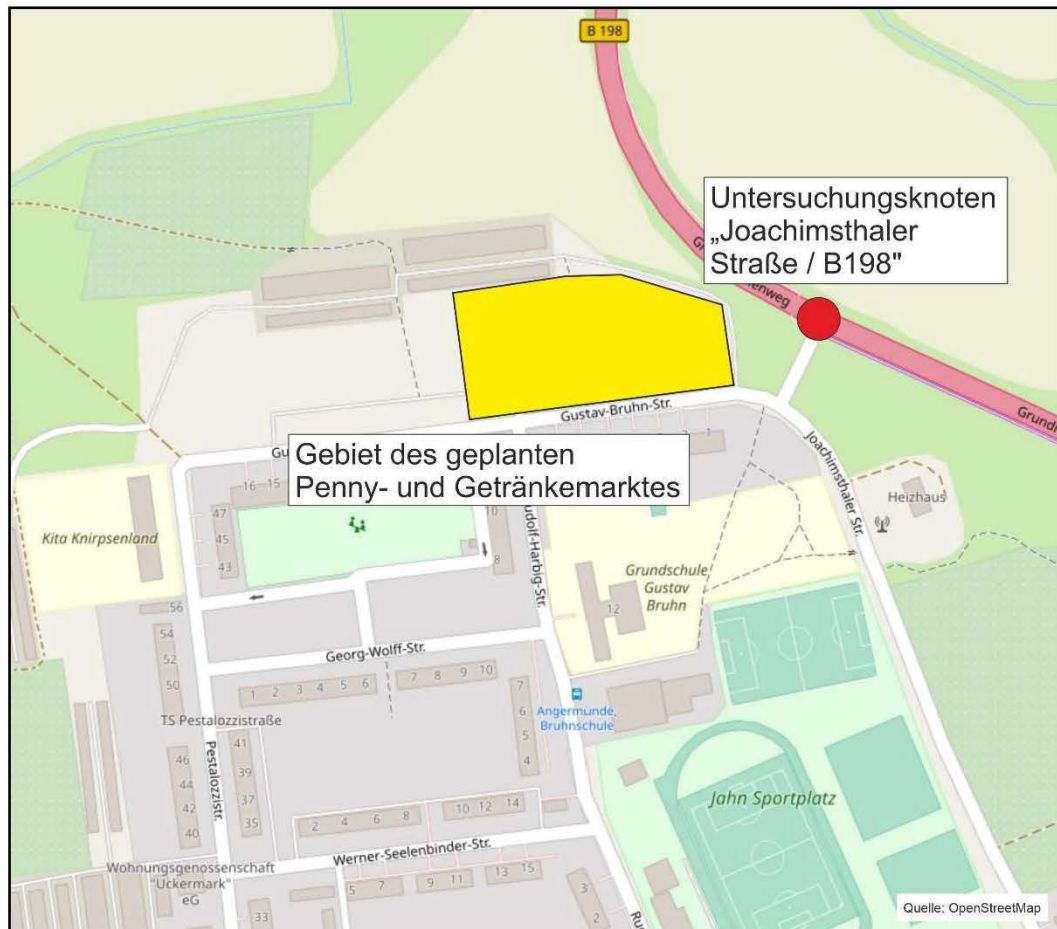 B 198
Untersuchungsknoten
„Joachimsthaler
Straße / B198"
Gustav-Bruhn-Str.
Gebiet des geplanten
Penny- und Getränkemarktes
Joachimsthaler Str.
Heizhaus
1
16 15
47
45
43
10
8
Kita Knirpsenland
Grundschule
Gustav
Bruhn
12
56
54
52
50
Georg-Wolff-Str.
1 2 3 4 5 6
7 8 9 10
TS Pestalozzistraße
Angermünde,
Bruhnschule
7
6
5
4
Pestalozzistr.
46
44
42
40
41
39
37
35
Jahn Sportplatz
2 4 6 8
10 12 14
Werner-Seelenbinder-Str.
Wohnungsgenossenschaft
"Uckermark"
eG
5 7
9 11
13 15
33
3
2
Quelle: OpenStreetMap